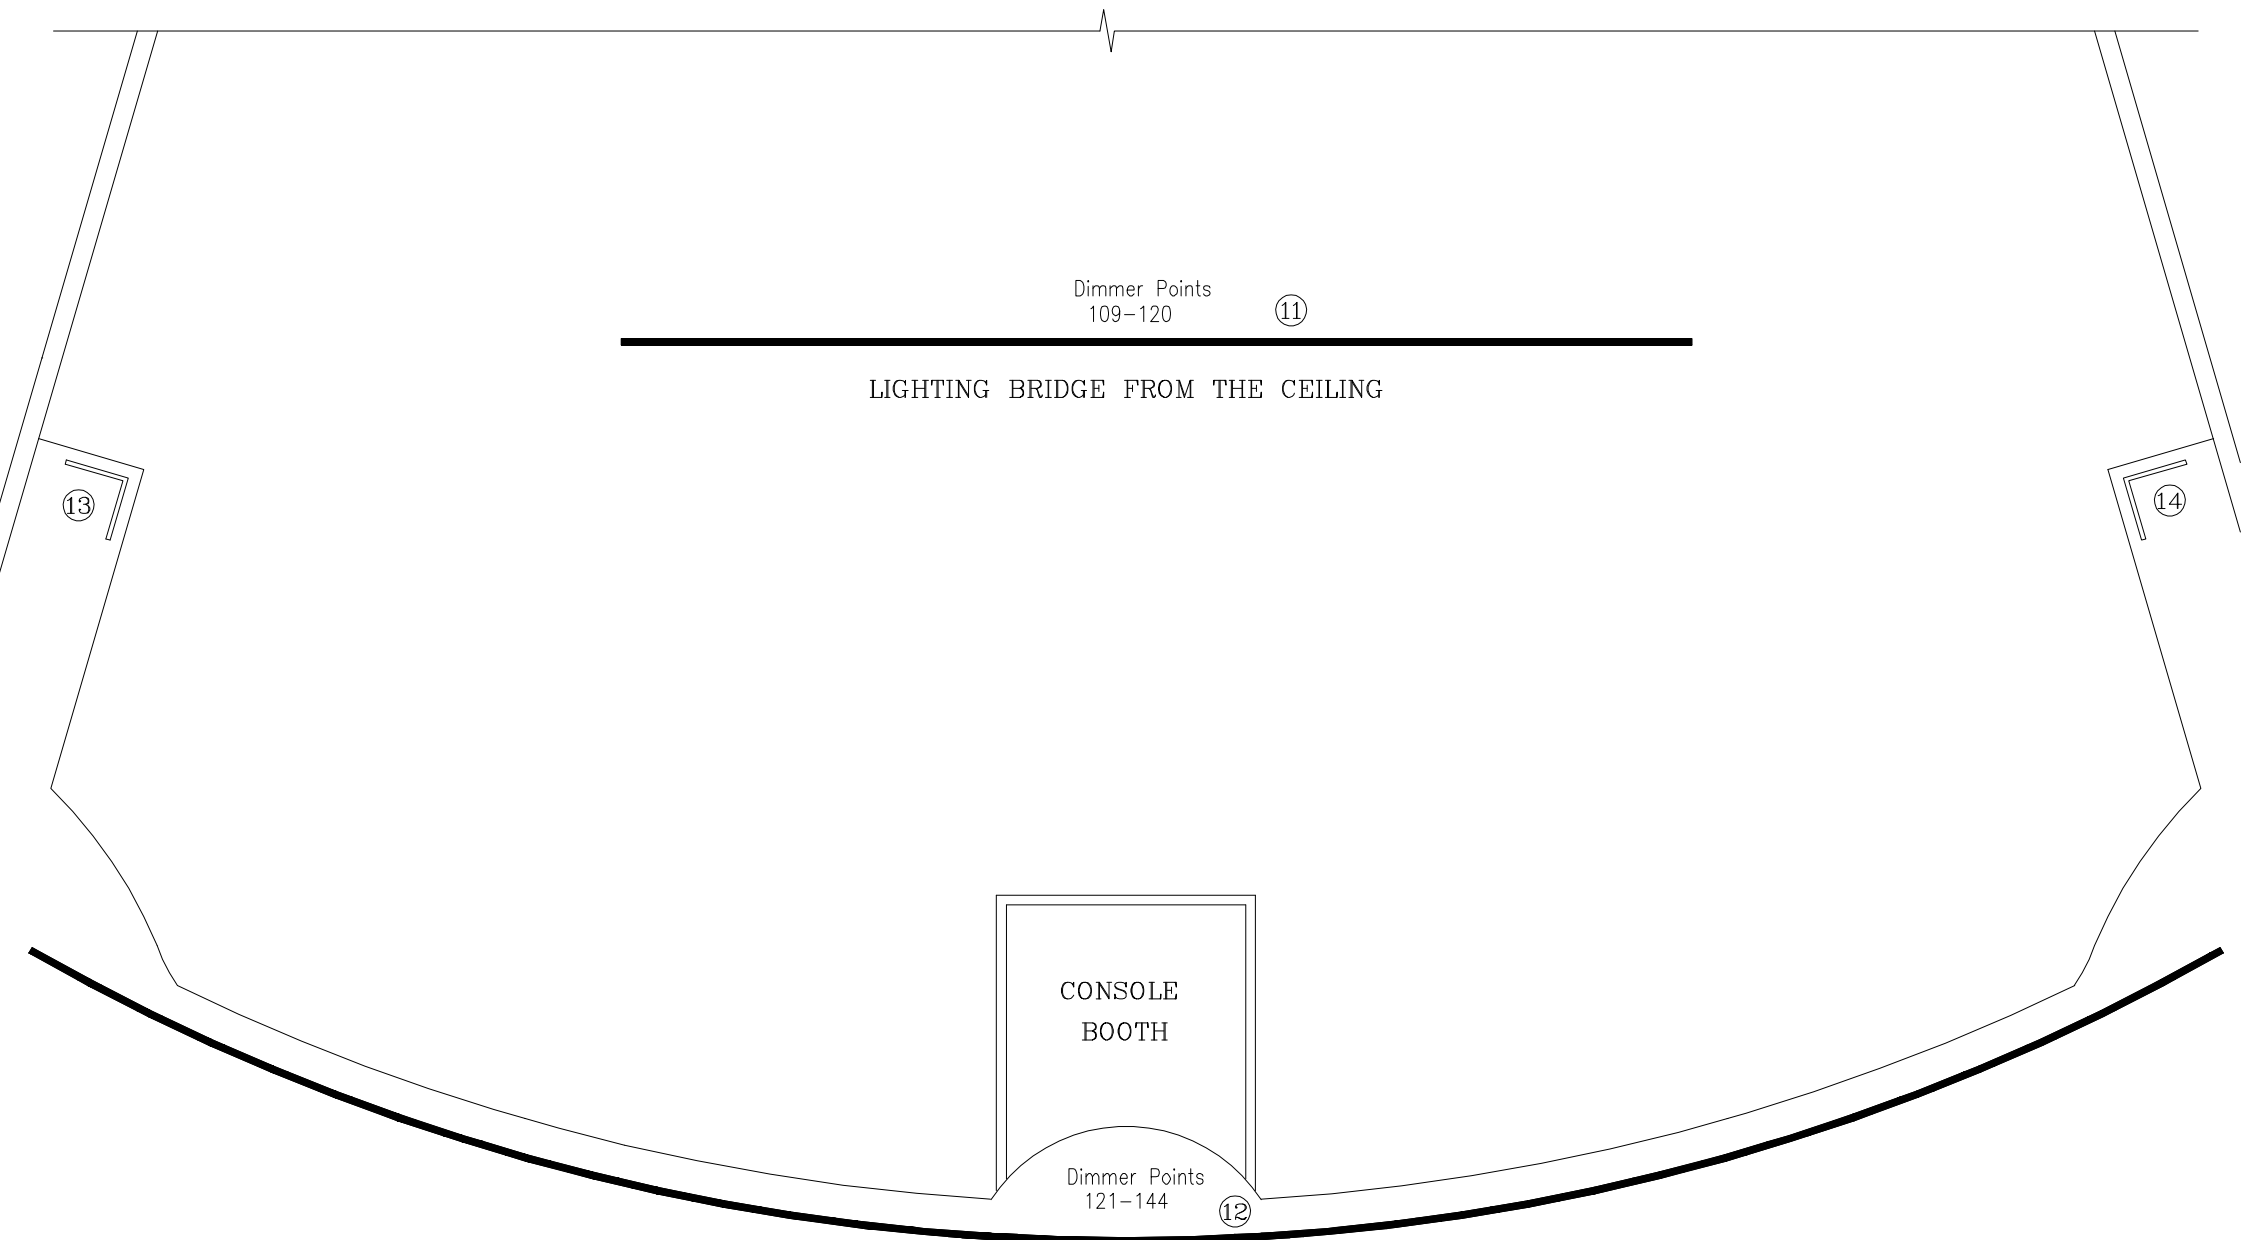 Dimmer Points
109-120
11
LIGHTING BRIDGE FROM THE CEILING
13
14
CONSOLE
BOOTH
Dimmer Points
121-144
12